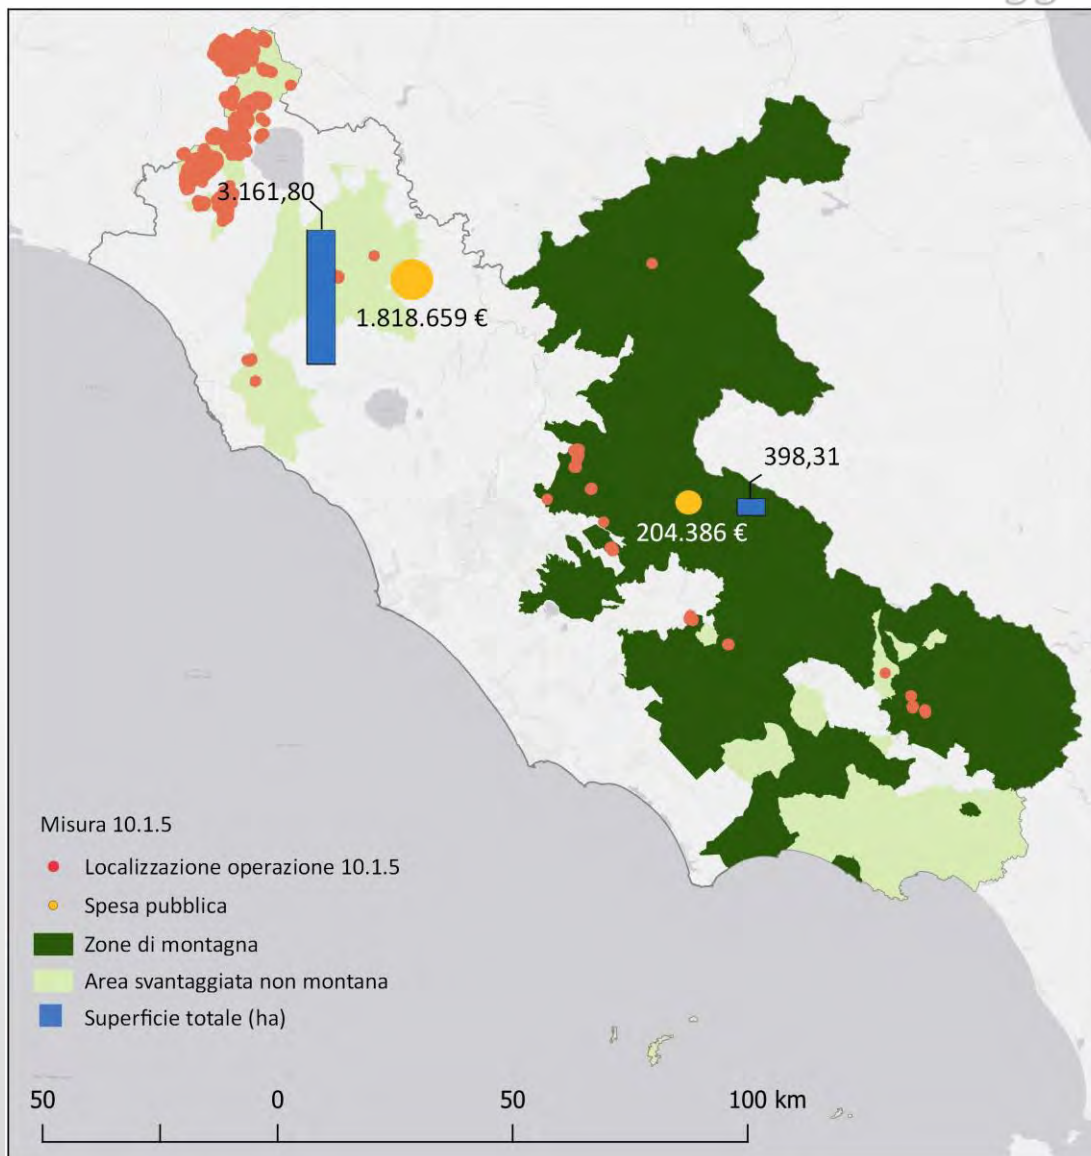 3.161,80
1.818.659 €
398,31
204.386 €
Misura 10.1.5
Localizzazione operazione 10.1.5
Spesa pubblica
Zone di montagna
Area svantaggiata non montana
Superficie totale (ha)
50 0 50 100 km